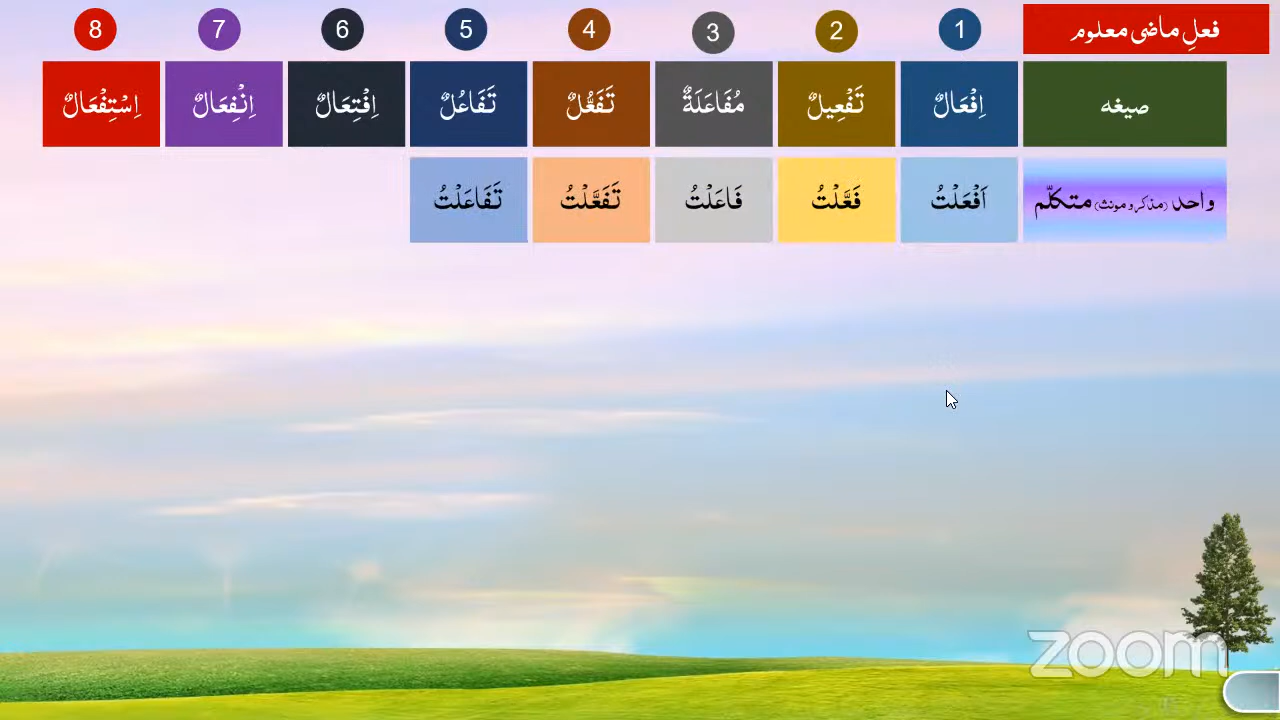 فعلِ ماضی معلوم
1 2 3 4 5 6 7 8
صیغه اِفْعَالٌ تَفْعِيلٌ مُفَاعَلَةٌ تَفَعُّلٌ تَفَاعُلٌ اِفْتِعَالٌ اِنْفِعَالٌ اِسْتِفْعَالٌ
واحد (مذکر و مونث) متکلّم اَفْعَلْتُ فَعَّلْتُ فَاعَلْتُ تَفَعَّلْتُ تَفَاعَلْتُ
zoom